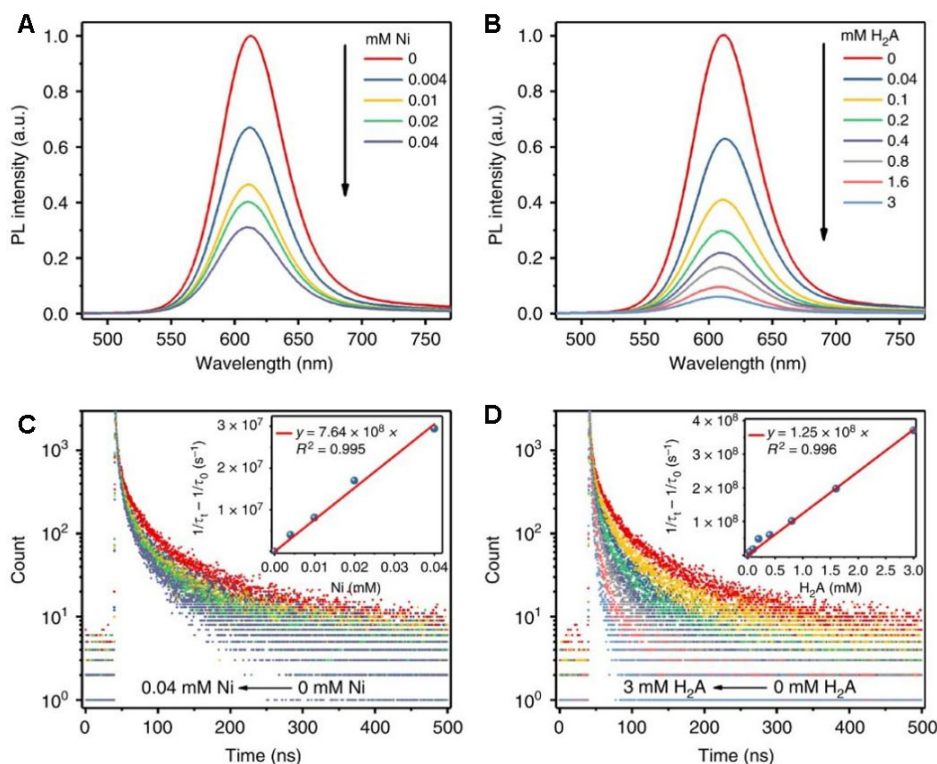 A
mM Ni
0
0.004
0.01
0.02
0.04
PL intensity (a.u.)
1.0
0.8
0.6
0.4
0.2
0.0
500 550 600 650 700 750
Wavelength (nm)
B
mM H₂A
0
0.04
0.1
0.2
0.4
0.8
1.6
3
PL intensity (a.u.)
1.0
0.8
0.6
0.4
0.2
0.0
500 550 600 650 700 750
Wavelength (nm)
C
Count
10³
10²
10¹
10⁰
0 100 200 300 400 500
Time (ns)
0.04 mM Ni 0 mM Ni
1/τₜ − 1/τ₀ (s⁻¹)
3 × 10⁷
2 × 10⁷
1 × 10⁷
y = 7.64 × 10⁸ ×
R² = 0.995
0.00 0.01 0.02 0.03 0.04
Ni (mM)
D
Count
10³
10²
10¹
10⁰
0 100 200 300 400 500
Time (ns)
3 mM H₂A 0 mM H₂A
1/τₜ − 1/τ₀ (s⁻¹)
4 × 10⁸
3 × 10⁸
2 × 10⁸
1 × 10⁸
y = 1.25 × 10⁸ ×
R² = 0.996
0.0 0.5 1.0 1.5 2.0 2.5 3.0
H₂A (mM)